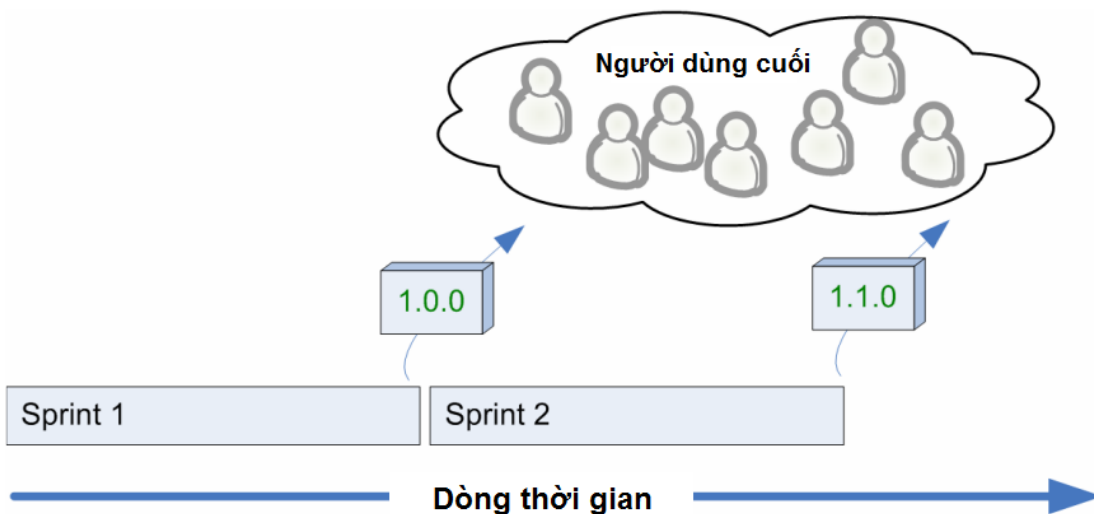 Người dùng cuối
1.0.0
1.1.0
Sprint 1
Sprint 2
Dòng thời gian